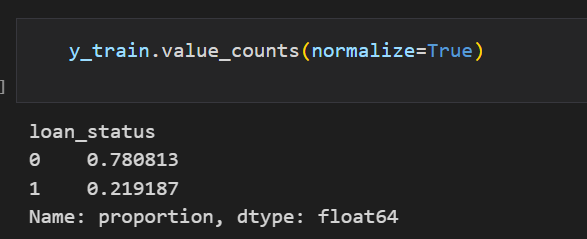 y_train.value_counts(normalize=True)
]
loan_status
0    0.780813
1    0.219187
Name: proportion, dtype: float64